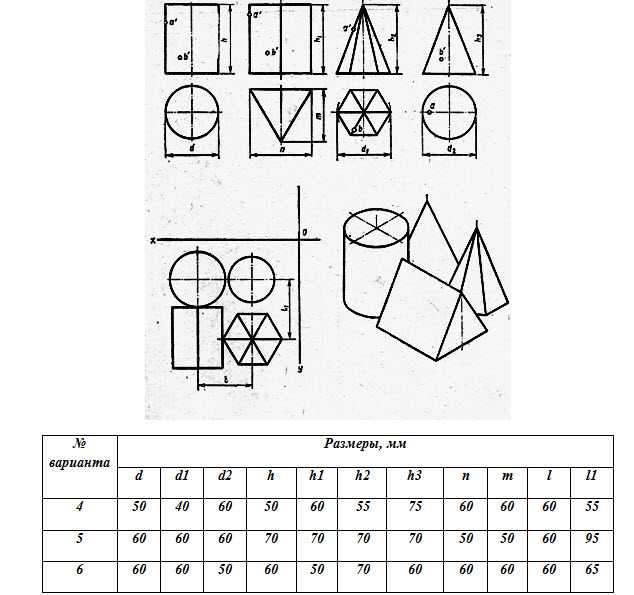 a' b' h
b' h₁
a' h₂
b' h₃
d
n m
b d₁
a d₂
x 0
l₁
y
l
№ варианта Размеры, мм
d d1 d2 h h1 h2 h3 n m l l1
4 50 40 60 50 60 55 75 60 60 60 55
5 60 60 60 70 70 70 70 50 50 60 95
6 60 60 50 60 50 70 60 60 60 60 65